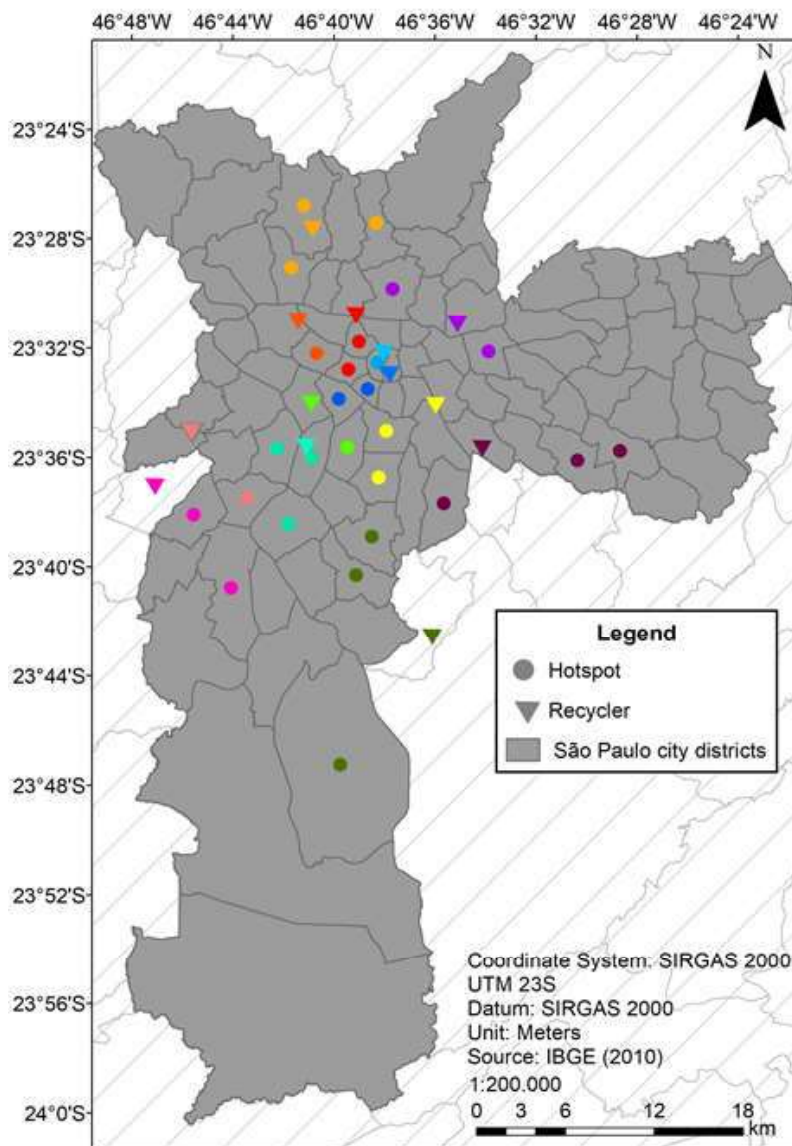 46°48'W 46°44'W 46°40'W 46°36'W 46°32'W 46°28'W 46°24'W
N
23°24'S
23°28'S
23°32'S
23°36'S
23°40'S
23°44'S
23°48'S
23°52'S
23°56'S
24°0'S
Legend
Hotspot
Recycler
São Paulo city districts
Coordinate System: SIRGAS 2000
UTM 23S
Datum: SIRGAS 2000
Unit: Meters
Source: IBGE (2010)
1:200.000
0 3 6 12 18
km